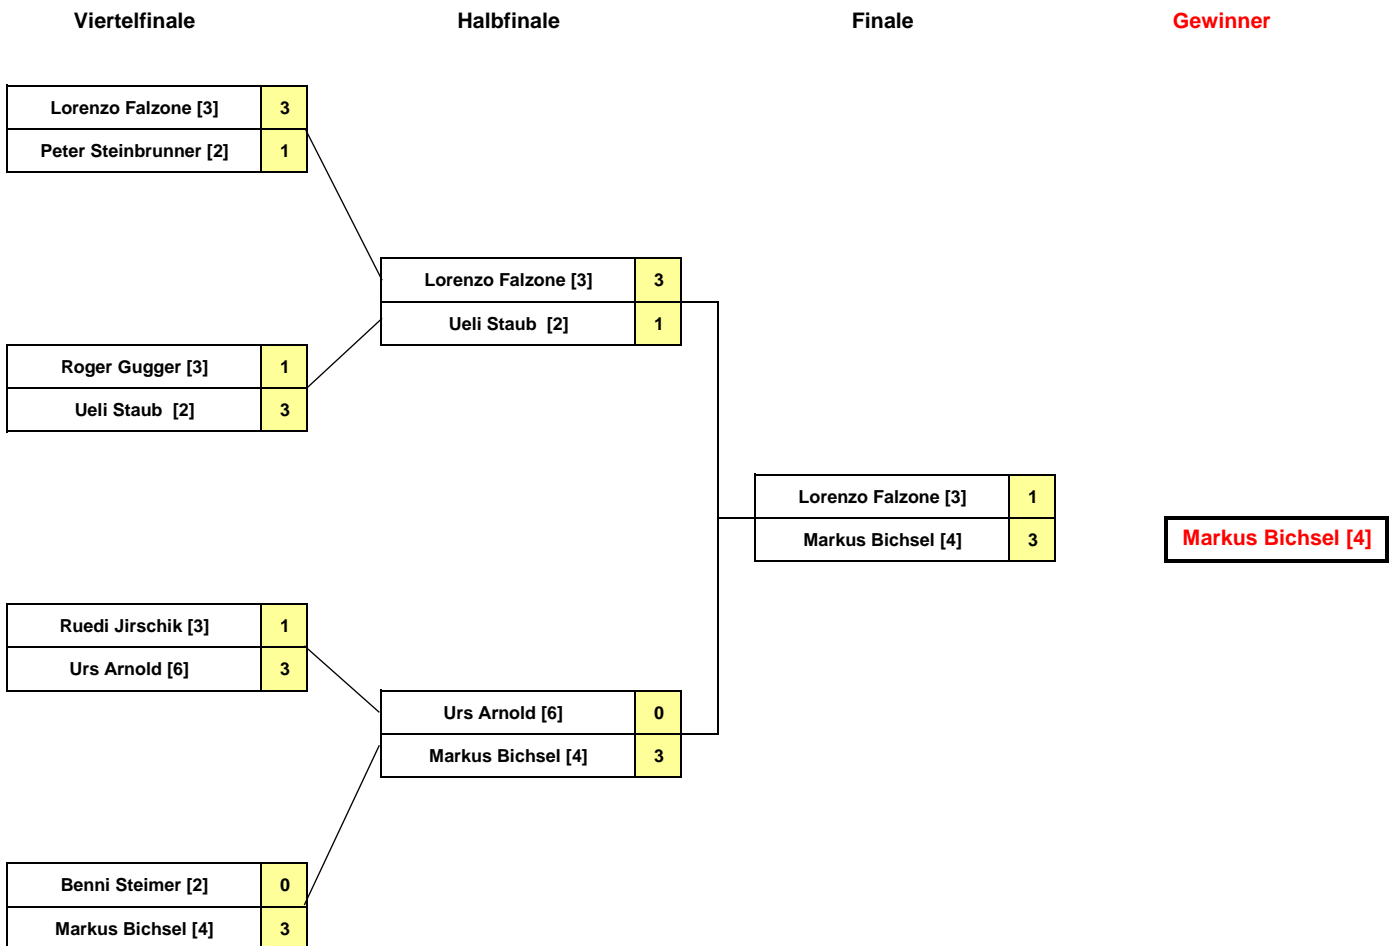 Viertelfinale Halbfinale Finale Gewinner
Lorenzo Falzone [3] 3
Peter Steinbrunner [2] 1
Lorenzo Falzone [3] 3
Ueli Staub [2] 1
Roger Gugger [3] 1
Ueli Staub [2] 3
Lorenzo Falzone [3] 1
Markus Bichsel [4] 3
Markus Bichsel [4]
Ruedi Jirschik [3] 1
Urs Arnold [6] 3
Urs Arnold [6] 0
Markus Bichsel [4] 3
Benni Steimer [2] 0
Markus Bichsel [4] 3